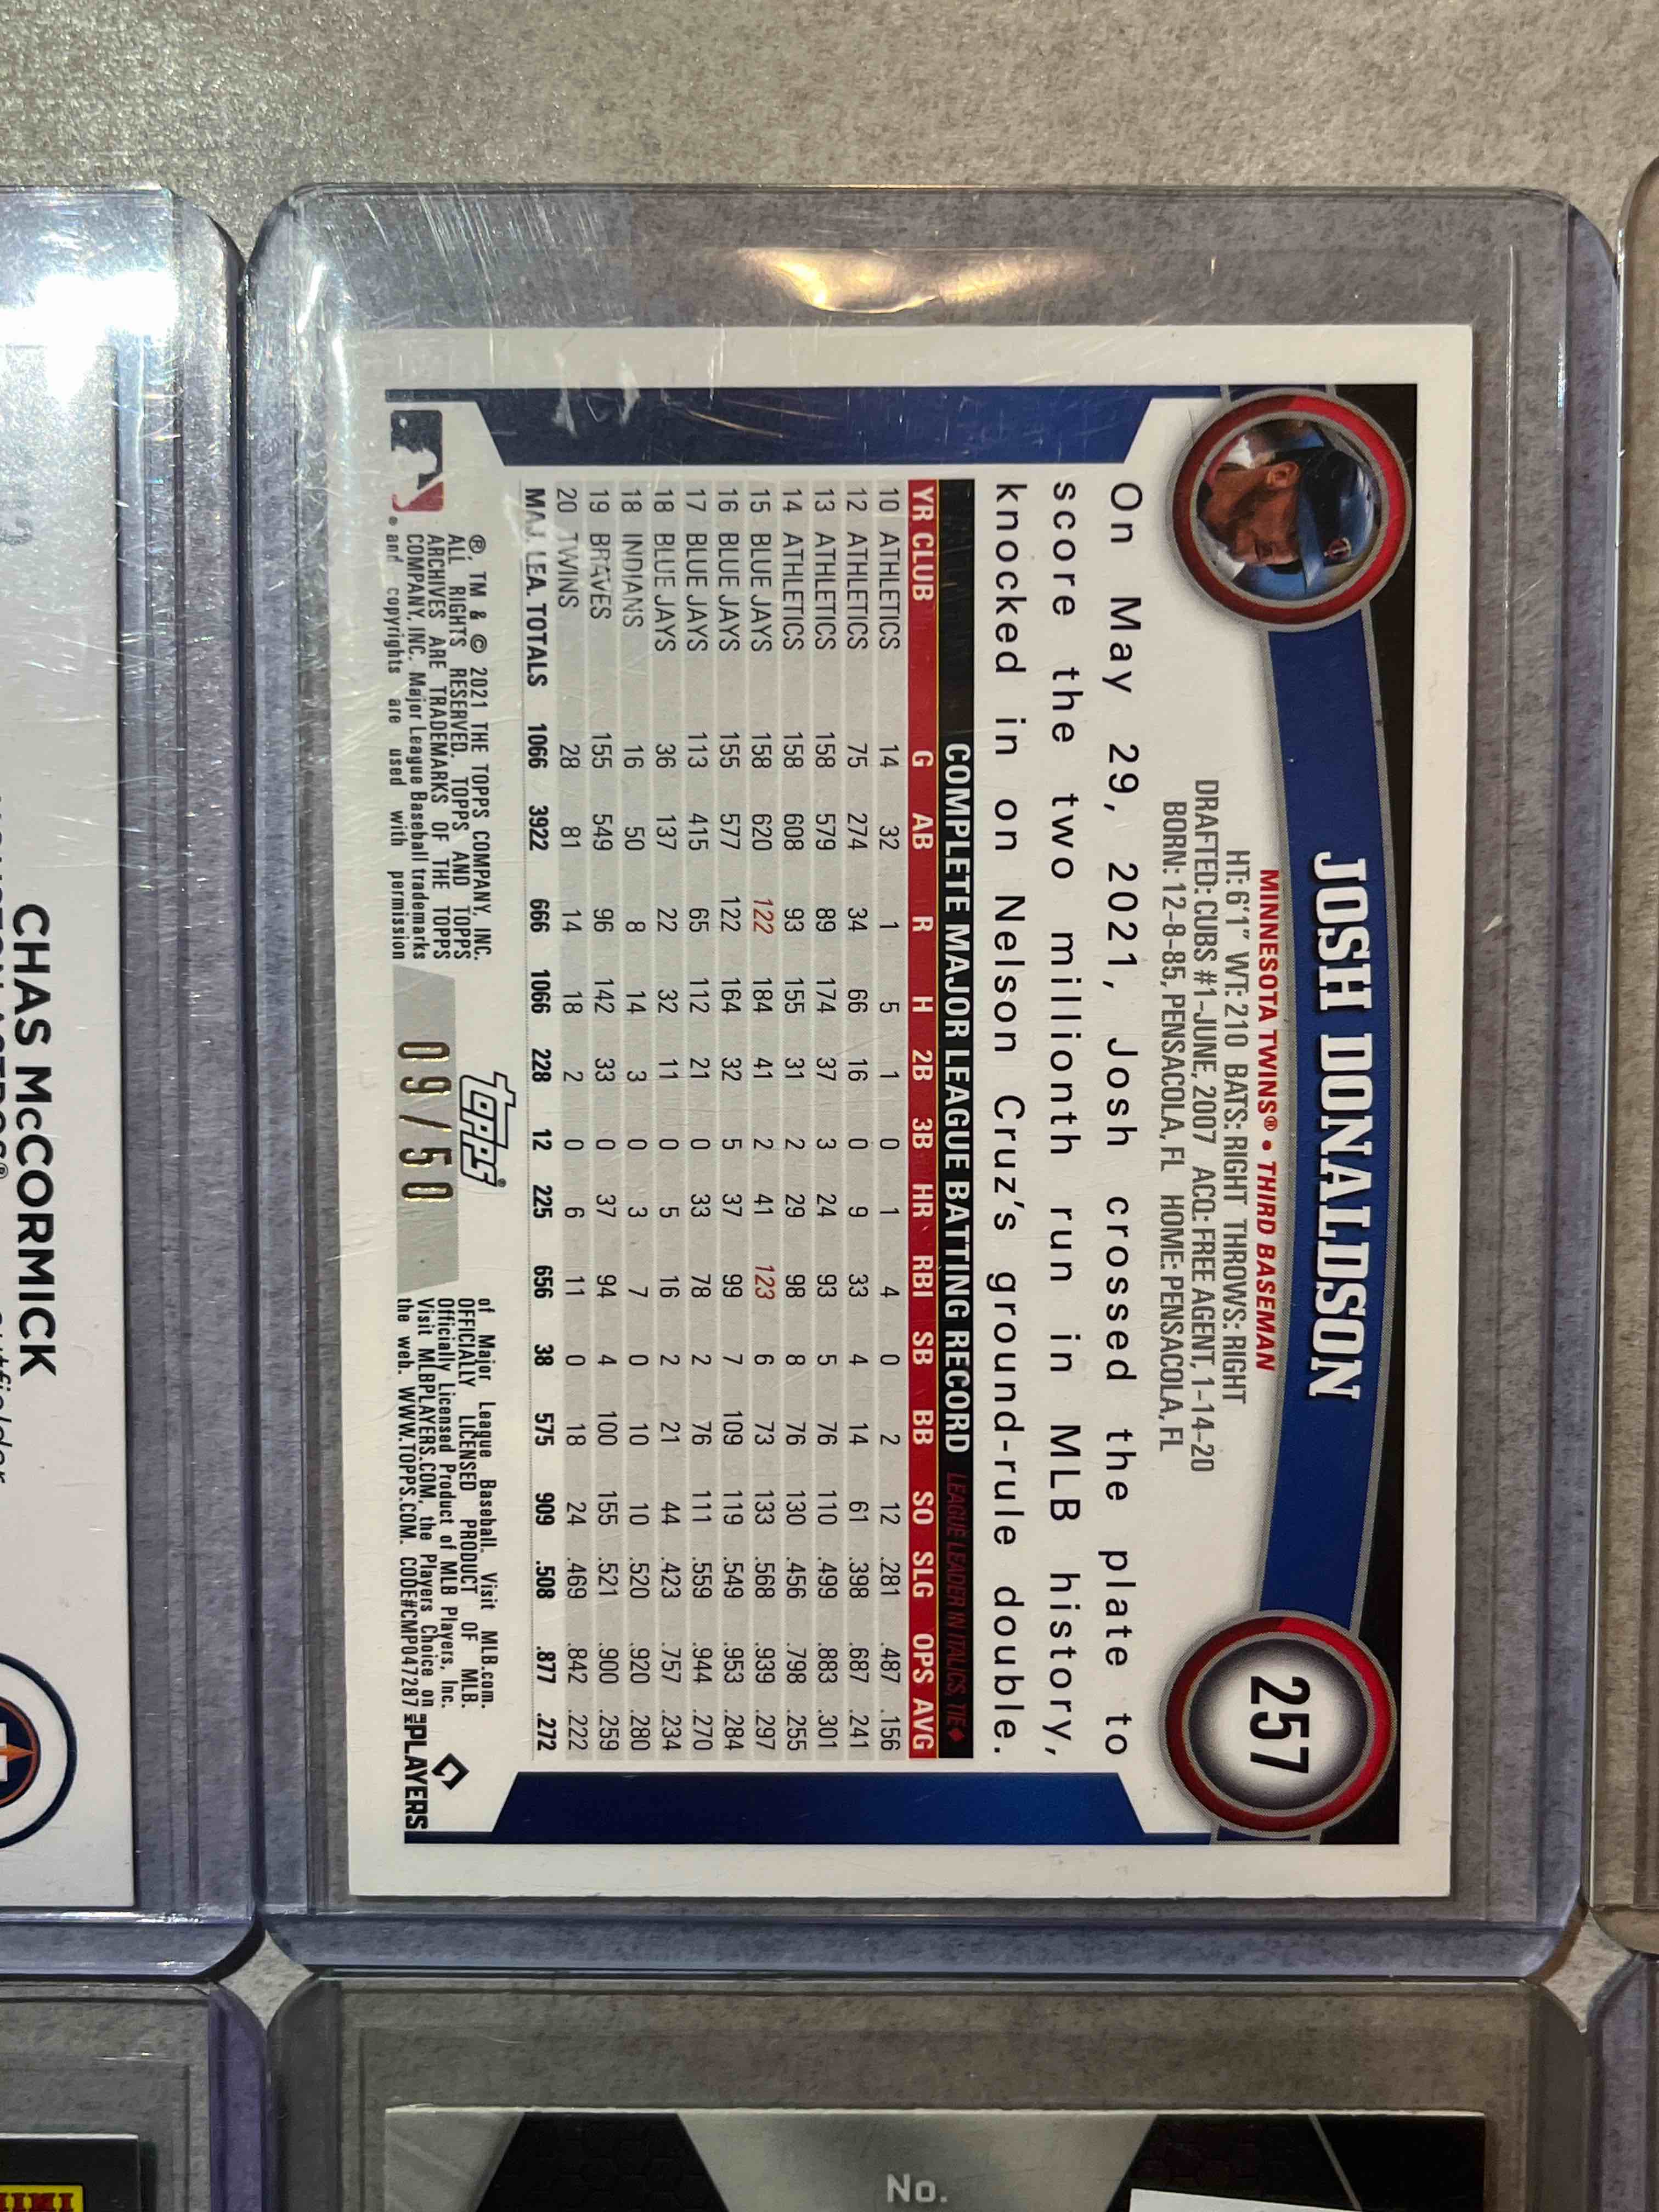 JOSH DONALDSON
257
MINNESOTA TWINS® • THIRD BASEMAN
HT: 6'1" WT: 210 BATS: RIGHT THROWS: RIGHT
DRAFTED: CUBS #1-JUNE, 2007 ACQ: FREE AGENT, 1-14-20
BORN: 12-8-85, PENSACOLA, FL HOME: PENSACOLA, FL
On May 29, 2021, Josh crossed the plate to
score the two millionth run in MLB history,
knocked in on Nelson Cruz's ground-rule double.
COMPLETE MAJOR LEAGUE BATTING RECORD LEAGUE LEADER IN ITALICS, TIE ♦
YR CLUB G AB R H 2B 3B HR RBI SB BB SO SLG OPS AVG
10 ATHLETICS 14 32 1 5 1 0 1 4 0 2 12 .281 .487 .156
12 ATHLETICS 75 274 34 66 16 0 9 33 4 14 61 .398 .687 .241
13 ATHLETICS 158 579 89 174 37 3 24 93 5 76 110 .499 .883 .301
14 ATHLETICS 158 608 93 155 31 2 29 98 8 76 130 .456 .798 .255
15 BLUE JAYS 158 620 122 184 41 2 41 123 6 73 133 .568 .939 .297
16 BLUE JAYS 155 577 122 164 32 5 37 99 7 109 119 .549 .953 .284
17 BLUE JAYS 113 415 65 112 21 0 33 78 2 76 111 .559 .944 .270
18 BLUE JAYS 36 137 22 32 11 0 5 16 2 21 44 .423 .757 .234
18 INDIANS 16 50 8 14 3 0 3 7 0 10 10 .520 .920 .280
19 BRAVES 155 549 96 142 33 0 37 94 4 100 155 .521 .900 .259
20 TWINS 28 81 14 18 2 0 6 11 0 18 24 .469 .842 .222
MAJ. LEA. TOTALS 1066 3922 666 1066 228 12 225 656 38 575 909 .508 .877 .272
®, TM & © 2021 THE TOPPS COMPANY, INC.
ALL RIGHTS RESERVED. TOPPS AND TOPPS
ARCHIVES ARE TRADEMARKS OF THE TOPPS
COMPANY, INC. Major League Baseball trademarks
® and copyrights are used with permission
topps®
09/50
of Major League Baseball. Visit MLB.com.
OFFICIALLY LICENSED PRODUCT OF MLB.
Officially Licensed Product of MLB Players, Inc.
Visit MLBPLAYERS.COM, the Players Choice on
the web. WWW.TOPPS.COM. CODE#CMP047287
PLAYERS
CHAS McCORMICK
No.